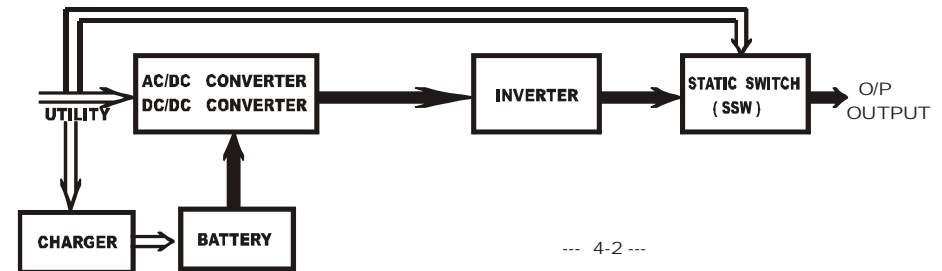 AC/DC CONVERTER
DC/DC CONVERTER
UTILITY
INVERTER
STATIC SWITCH
( SSW )
O/P
OUTPUT
CHARGER
BATTERY
--- 4-2 ---